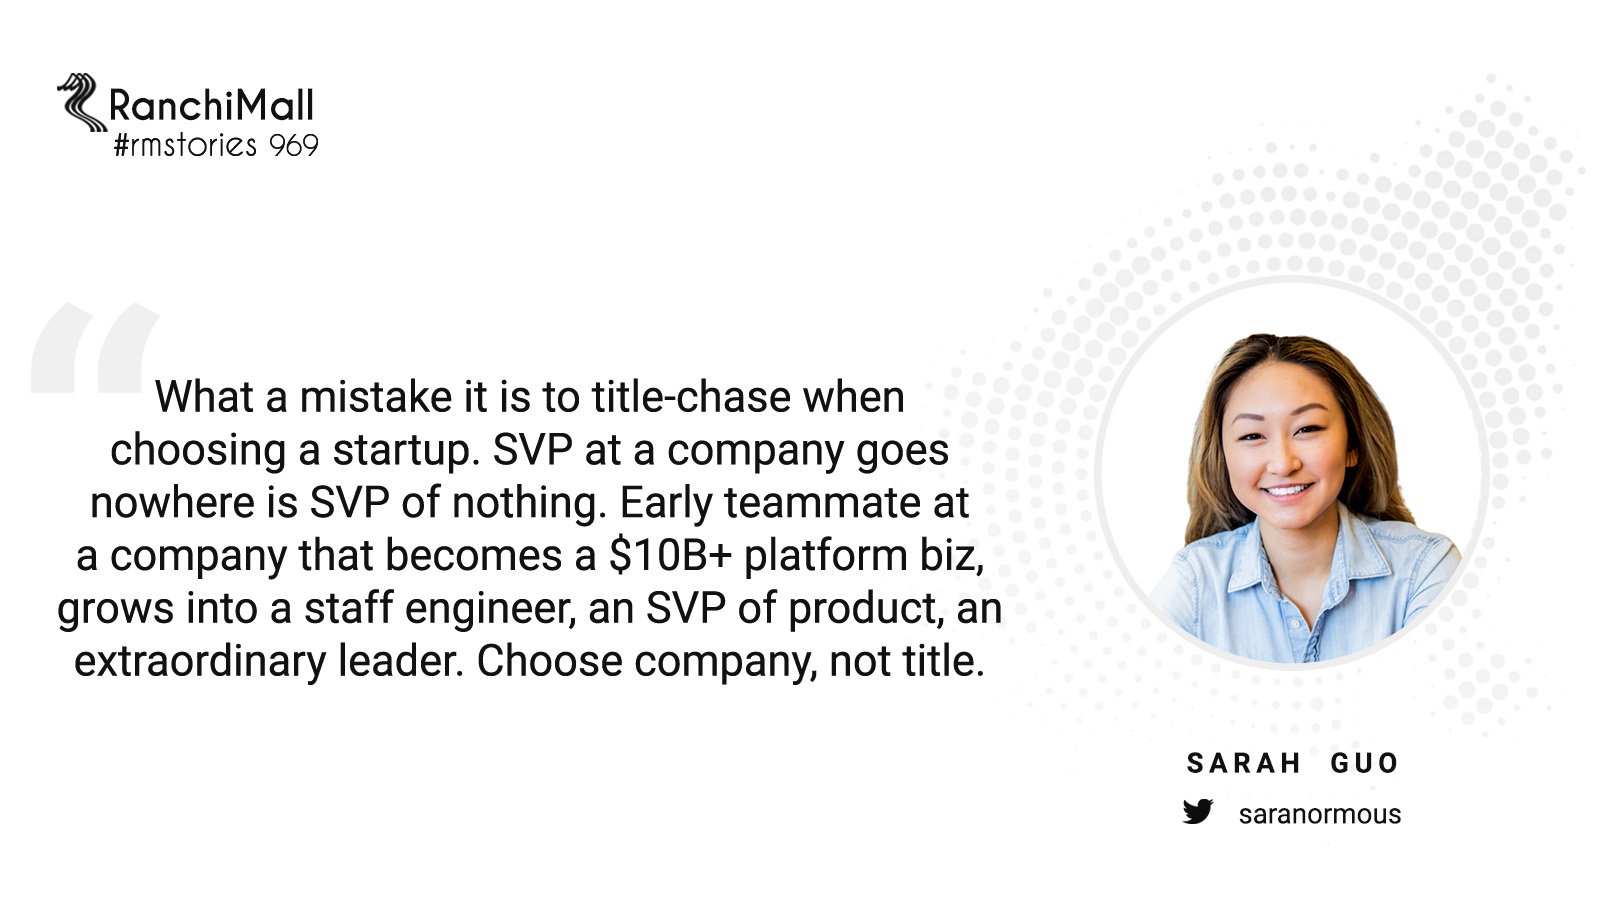 RanchiMall
#rmstories 969
“
What a mistake it is to title-chase when
choosing a startup. SVP at a company goes
nowhere is SVP of nothing. Early teammate at
a company that becomes a $10B+ platform biz,
grows into a staff engineer, an SVP of product, an
extraordinary leader. Choose company, not title.
SARAH GUO
saranormous